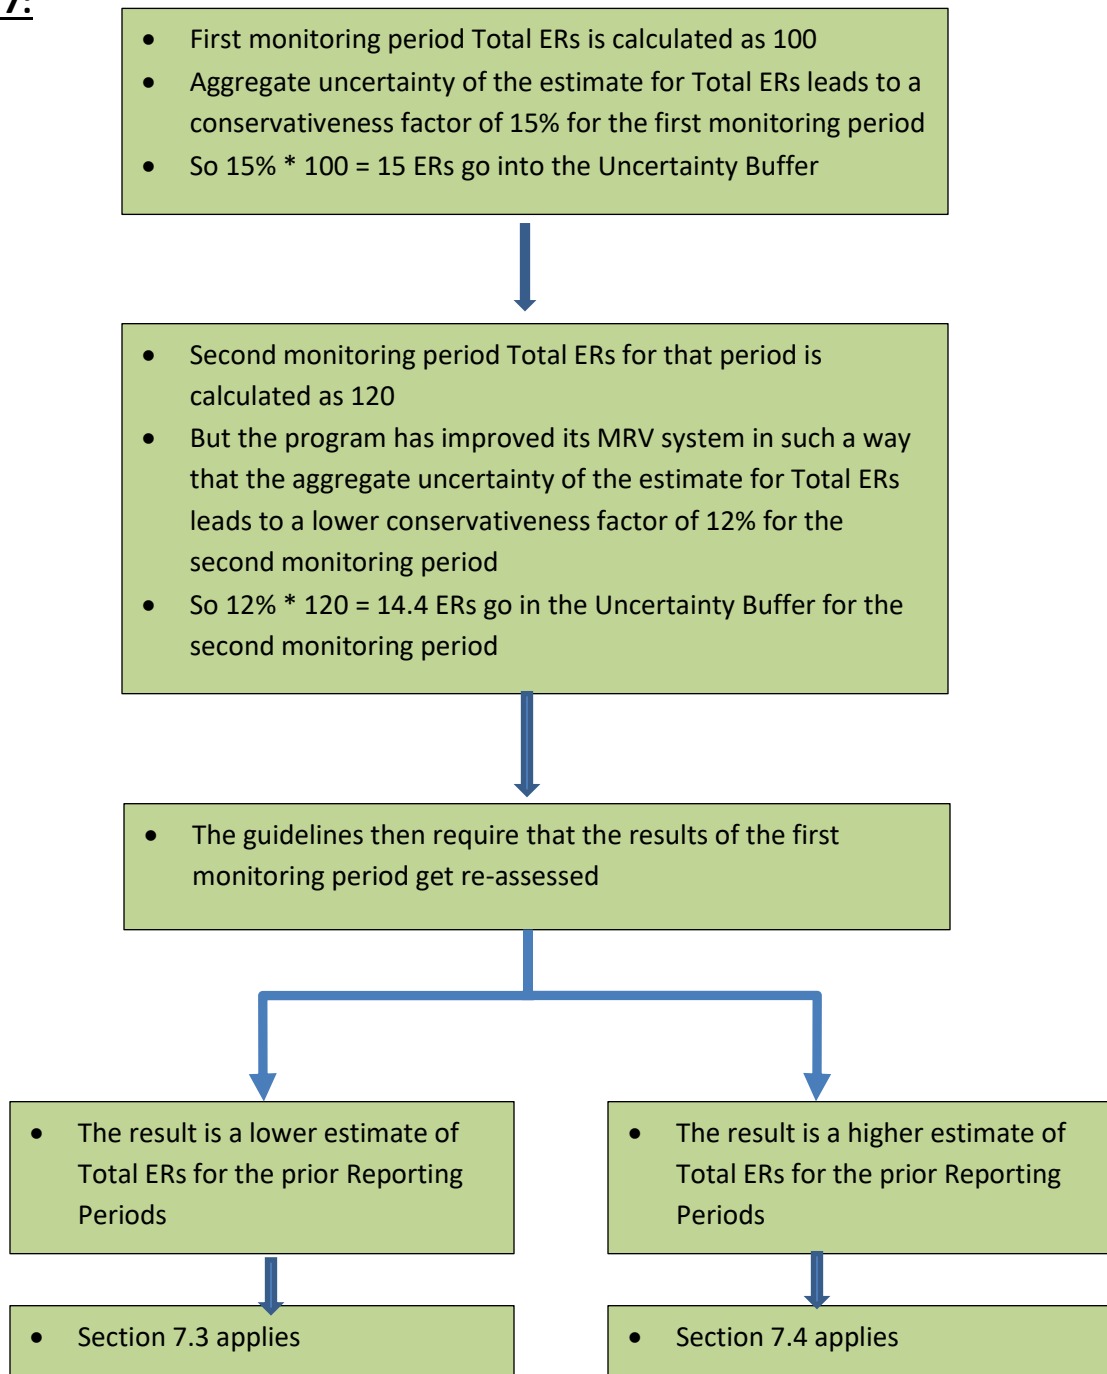 7:
• First monitoring period Total ERs is calculated as 100
• Aggregate uncertainty of the estimate for Total ERs leads to a
conservativeness factor of 15% for the first monitoring period
• So 15% * 100 = 15 ERs go into the Uncertainty Buffer
• Second monitoring period Total ERs for that period is
calculated as 120
• But the program has improved its MRV system in such a way
that the aggregate uncertainty of the estimate for Total ERs
leads to a lower conservativeness factor of 12% for the
second monitoring period
• So 12% * 120 = 14.4 ERs go in the Uncertainty Buffer for the
second monitoring period
• The guidelines then require that the results of the first
monitoring period get re-assessed
• The result is a lower estimate of
Total ERs for the prior Reporting
Periods
• The result is a higher estimate of
Total ERs for the prior Reporting
Periods
• Section 7.3 applies
• Section 7.4 applies